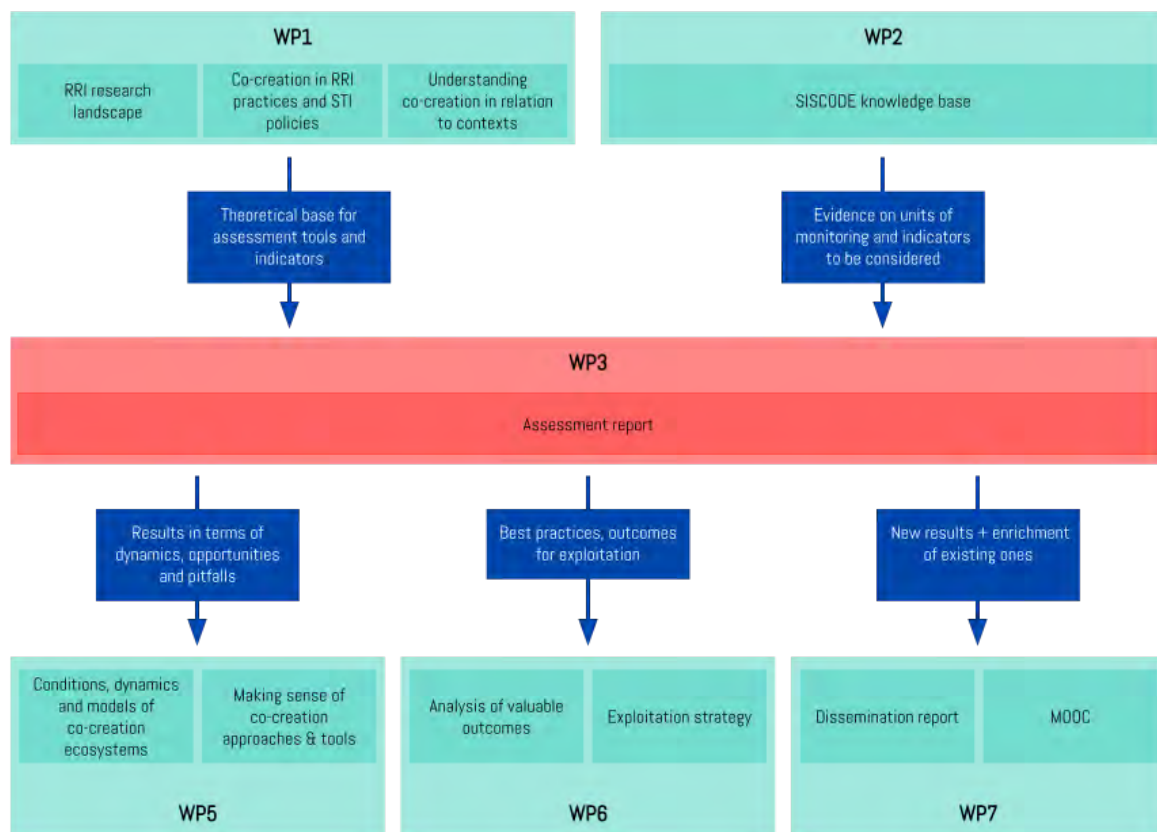 WP1
RRI research
landscape
Co-creation in RRI
practices and STI
policies
Understanding
co-creation in relation
to contexts
WP2
SISCODE knowledge base
Theoretical base for
assessment tools and
indicators
Evidence on units of
monitoring and indicators
to be considered
WP3
Assessment report
Results in terms of
dynamics, opportunities
and pitfalls
Best practices, outcomes
for exploitation
New results + enrichment
of existing ones
Conditions, dynamics
and models of
co-creation
ecosystems
Making sense of
co-creation
approaches & tools
WP5
Analysis of valuable
outcomes
Exploitation strategy
WP6
Dissemination report
MOOC
WP7